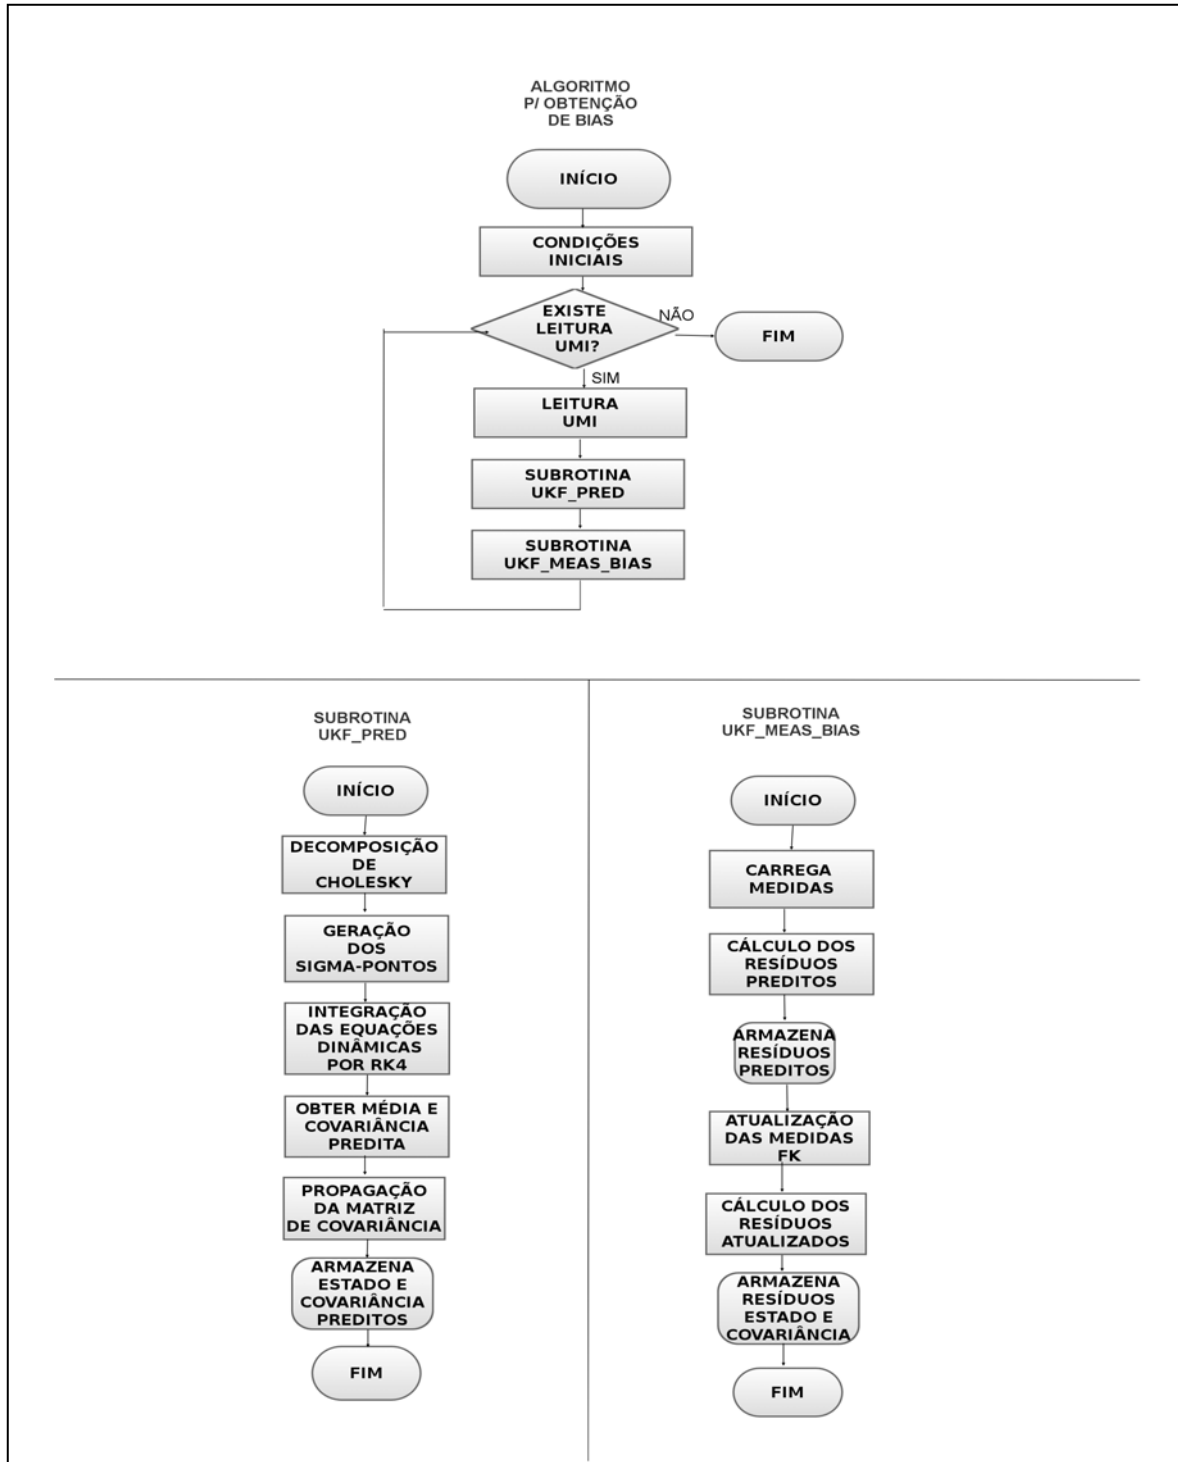 ALGORITMO
P/ OBTENÇÃO
DE BIAS
INÍCIO
CONDIÇÕES
INICIAIS
EXISTE
LEITURA
UMI?
NÃO
FIM
SIM
LEITURA
UMI
SUBROTINA
UKF_PRED
SUBROTINA
UKF_MEAS_BIAS
SUBROTINA
UKF_PRED
INÍCIO
DECOMPOSIÇÃO
DE
CHOLESKY
GERAÇÃO
DOS
SIGMA-PONTOS
INTEGRAÇÃO
DAS EQUAÇÕES
DINÂMICAS
POR RK4
OBTER MÉDIA E
COVARIÂNCIA
PREDITA
PROPAGAÇÃO
DA MATRIZ
DE COVARIÂNCIA
ARMAZENA
ESTADO E
COVARIÂNCIA
PREDITOS
FIM
SUBROTINA
UKF_MEAS_BIAS
INÍCIO
CARREGA
MEDIDAS
CÁLCULO DOS
RESÍDUOS
PREDITOS
ARMAZENA
RESÍDUOS
PREDITOS
ATUALIZAÇÃO
DAS MEDIDAS
FK
CÁLCULO DOS
RESÍDUOS
ATUALIZADOS
ARMAZENA
RESÍDUOS
ESTADO E
COVARIÂNCIA
FIM